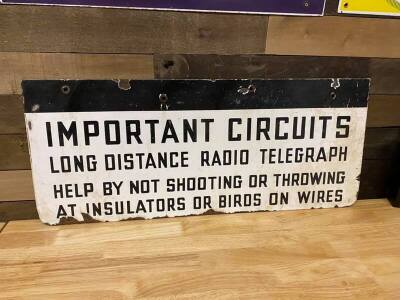 IMPORTANT CIRCUITS
LONG DISTANCE RADIO TELEGRAPH
HELP BY NOT SHOOTING OR THROWING
AT INSULATORS OR BIRDS ON WIRES